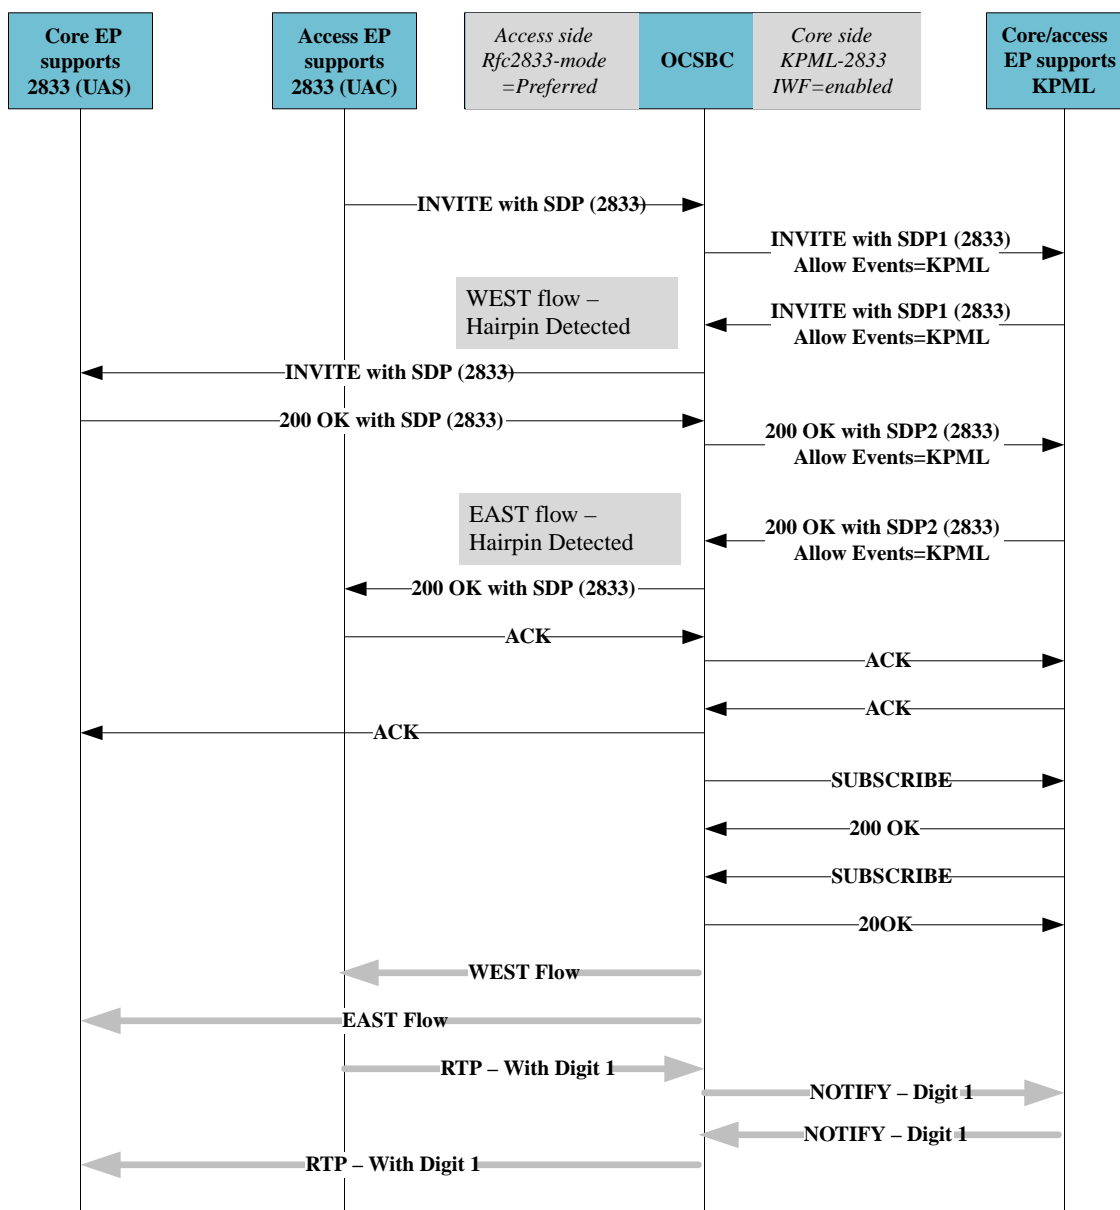 Core EP
supports
2833 (UAS)
Access EP
supports
2833 (UAC)
Access side
Rfc2833-mode
=Preferred
OCSBC
Core side
KPML-2833
IWF=enabled
Core/access
EP supports
KPML
INVITE with SDP (2833)
INVITE with SDP1 (2833)
Allow Events=KPML
WEST flow –
Hairpin Detected
INVITE with SDP1 (2833)
Allow Events=KPML
INVITE with SDP (2833)
200 OK with SDP (2833)
200 OK with SDP2 (2833)
Allow Events=KPML
EAST flow –
Hairpin Detected
200 OK with SDP2 (2833)
Allow Events=KPML
200 OK with SDP (2833)
ACK
ACK
ACK
ACK
SUBSCRIBE
200 OK
SUBSCRIBE
20OK
WEST Flow
EAST Flow
RTP – With Digit 1
NOTIFY – Digit 1
NOTIFY – Digit 1
RTP – With Digit 1